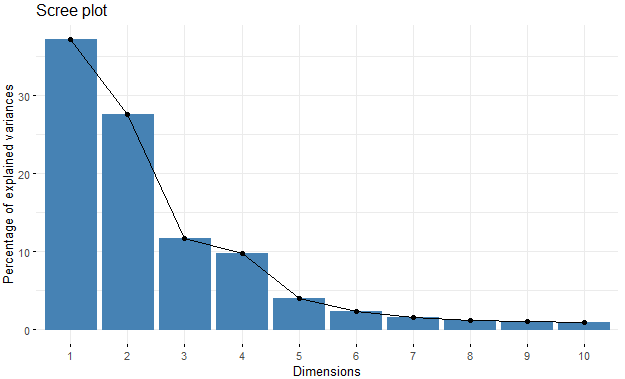 Scree plot
Percentage of explained variances
30
20
10
0
1 2 3 4 5 6 7 8 9 10
Dimensions